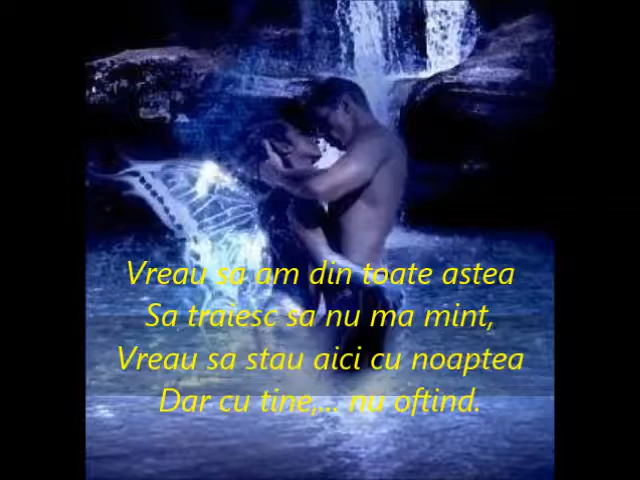 Vreau sa am din toate astea
Sa traiesc sa nu ma mint,
Vreau sa stau aici cu noaptea
Dar cu tine,... nu oftind.